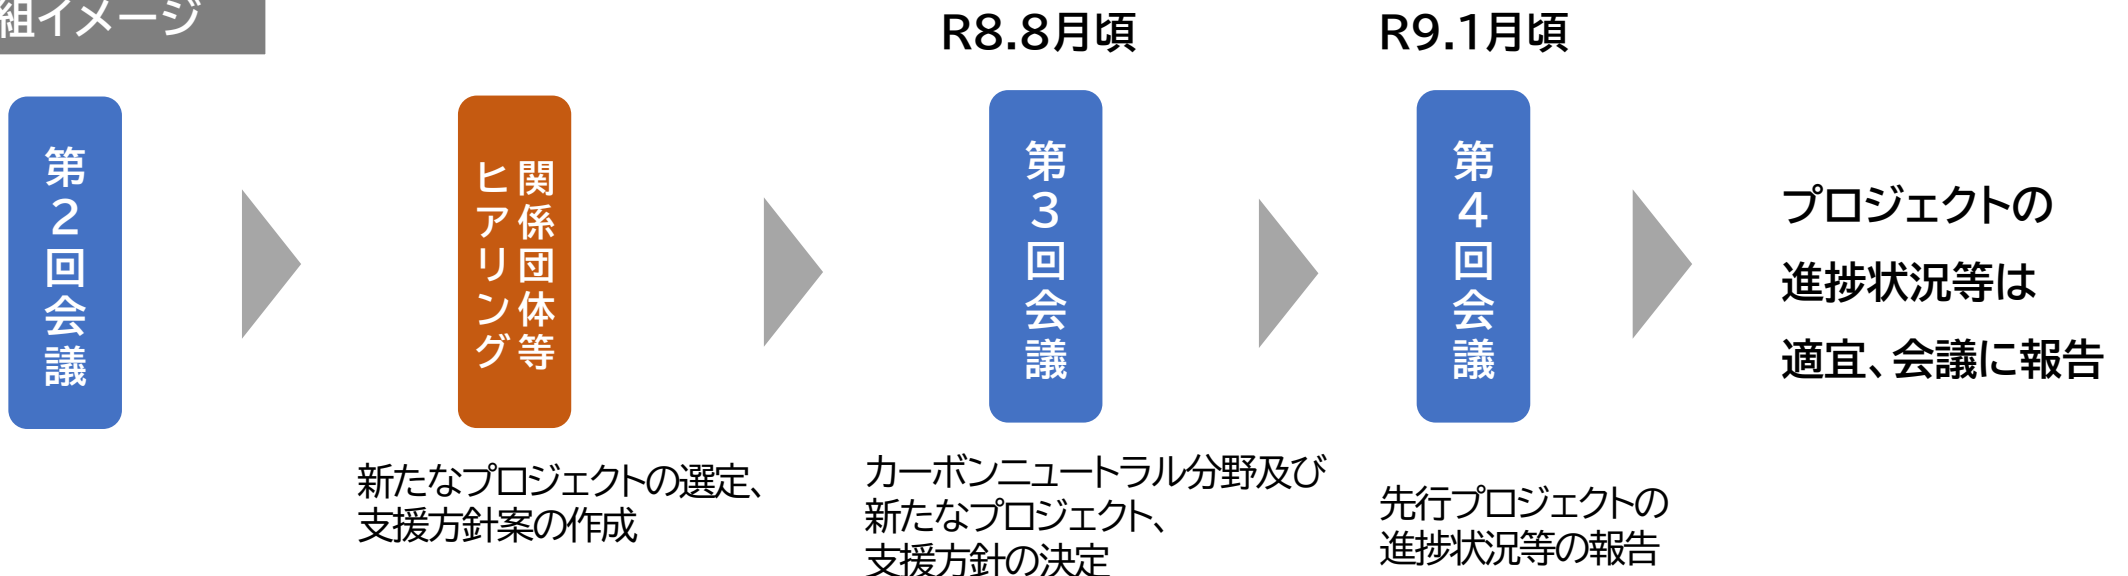 組イメージ
R8.8月頃
R9.1月頃
第2回会議
関係団体等
ヒアリング
第3回会議
第4回会議
プロジェクトの
進捗状況等は
適宜、会議に報告
新たなプロジェクトの選定、
支援方針案の作成
カーボンニュートラル分野及び
新たなプロジェクト、
支援方針の決定
先行プロジェクトの
進捗状況等の報告